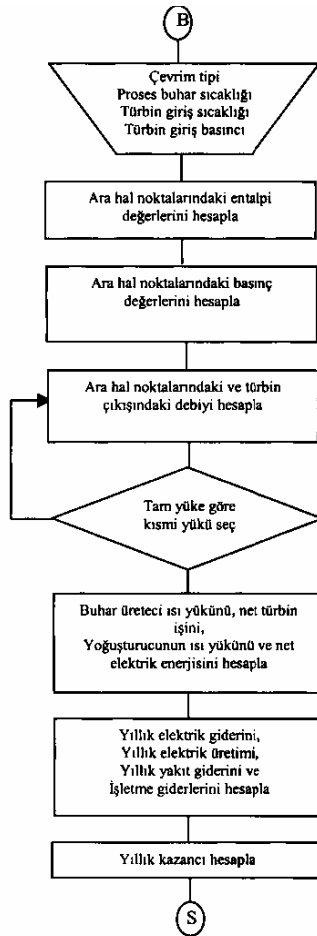 B
Çevrim tipi
Proses buhar sıcaklığı
Türbin giriş sıcaklığı
Türbin giriş basıncı
Ara hal noktalarındaki entalpi
değerlerini hesapla
Ara hal noktalarındaki basınç
değerlerini hesapla
Ara hal noktalarındaki ve türbin
çıkışındaki debiyi hesapla
Tam yüke göre
kısmi yükü seç
Buhar üreteci ısı yükünü, net türbin
işini,
Yoğuşturucunun ısı yükünü ve net
elektrik enerjisini hesapla
Yıllık elektrik giderini,
Yıllık elektrik üretimi,
Yıllık yakıt giderini ve
İşletme giderlerini hesapla
Yıllık kazancı hesapla
S